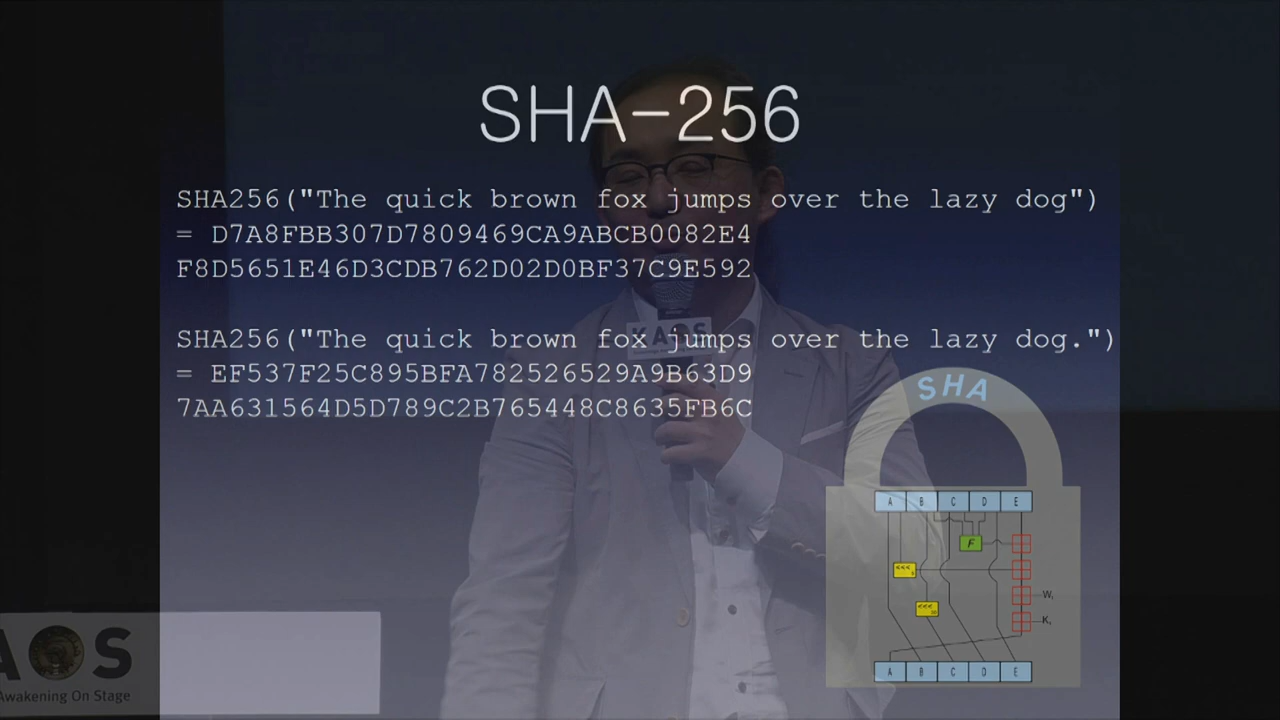 SHA-256
SHA256("The quick brown fox jumps over the lazy dog")
= D7A8FBB307D7809469CA9ABCB0082E4
F8D5651E46D3CDB762D02D0BF37C9E592
SHA256("The quick brown fox jumps over the lazy dog.")
= EF537F25C895BFA782526529A9B63D9
7AA631564D5D789C2B765448C8635FB6C
KAOS
SHA
A B C D E
F
<<<
<<<
W
K
A B C D E
AOS
Awakening On Stage